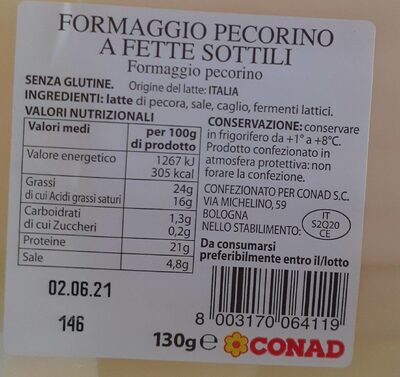 FORMAGGIO PECORINO
A FETTE SOTTILI
Formaggio pecorino
SENZA GLUTINE. Origine del latte: ITALIA
INGREDIENTI: latte di pecora, sale, caglio, fermenti lattici.
VALORI NUTRIZIONALI
Valori medi per 100g di prodotto
Valore energetico 1267 kJ
305 kcal
Grassi 24g
di cui Acidi grassi saturi 16g
Carboidrati 1,3g
di cui Zuccheri 0,2g
Proteine 21g
Sale 4,8g
CONSERVAZIONE: conservare
in frigorifero da +1° a +8°C.
Prodotto confezionato in
atmosfera protettiva: non
forare la confezione.
CONFEZIONATO PER CONAD S.C.
VIA MICHELINO, 59
BOLOGNA
NELLO STABILIMENTO:
IT
S2Q20
CE
Da consumarsi
preferibilmente entro il/lotto
02.06.21
146
130g e
8 003170 064119
CONAD